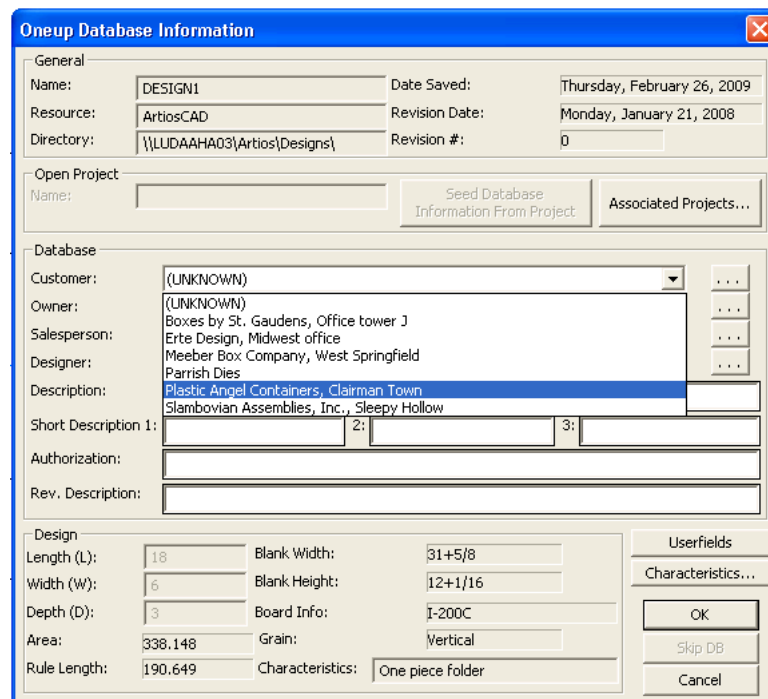 Oneup Database Information
General
Name: DESIGN1 Date Saved: Thursday, February 26, 2009
Resource: ArtiosCAD Revision Date: Monday, January 21, 2008
Directory: \\LUDAAHA03\Artios\Designs\ Revision #: 0
Open Project
Name: Seed Database Information From Project Associated Projects...
Database
Customer: (UNKNOWN) ...
(UNKNOWN)
Owner: Boxes by St. Gaudens, Office tower J ...
Salesperson: Erte Design, Midwest office ...
Meeber Box Company, West Springfield
Designer: Parrish Dies ...
Description: Plastic Angel Containers, Clairman Town
Slambovian Assemblies, Inc., Sleepy Hollow
Short Description 1: 2: 3:
Authorization:
Rev. Description:
Design
Length (L): 18 Blank Width: 31+5/8 Userfields
Width (W): 6 Blank Height: 12+1/16 Characteristics...
Depth (D): 3 Board Info: I-200C OK
Area: 338.148 Grain: Vertical Skip DB
Rule Length: 190.649 Characteristics: One piece folder Cancel